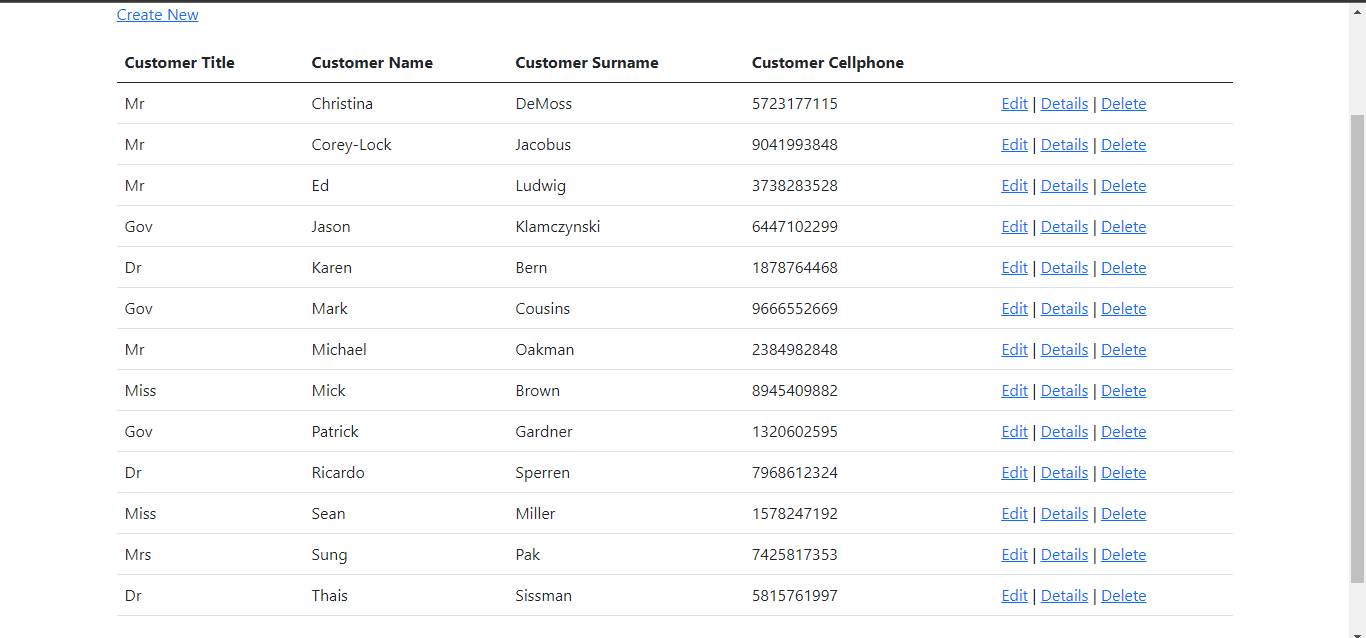 Create New
Customer Title Customer Name Customer Surname Customer Cellphone
Mr Christina DeMoss 5723177115 Edit | Details | Delete
Mr Corey-Lock Jacobus 9041993848 Edit | Details | Delete
Mr Ed Ludwig 3738283528 Edit | Details | Delete
Gov Jason Klamczynski 6447102299 Edit | Details | Delete
Dr Karen Bern 1878764468 Edit | Details | Delete
Gov Mark Cousins 9666552669 Edit | Details | Delete
Mr Michael Oakman 2384982848 Edit | Details | Delete
Miss Mick Brown 8945409882 Edit | Details | Delete
Gov Patrick Gardner 1320602595 Edit | Details | Delete
Dr Ricardo Sperren 7968612324 Edit | Details | Delete
Miss Sean Miller 1578247192 Edit | Details | Delete
Mrs Sung Pak 7425817353 Edit | Details | Delete
Dr Thais Sissman 5815761997 Edit | Details | Delete